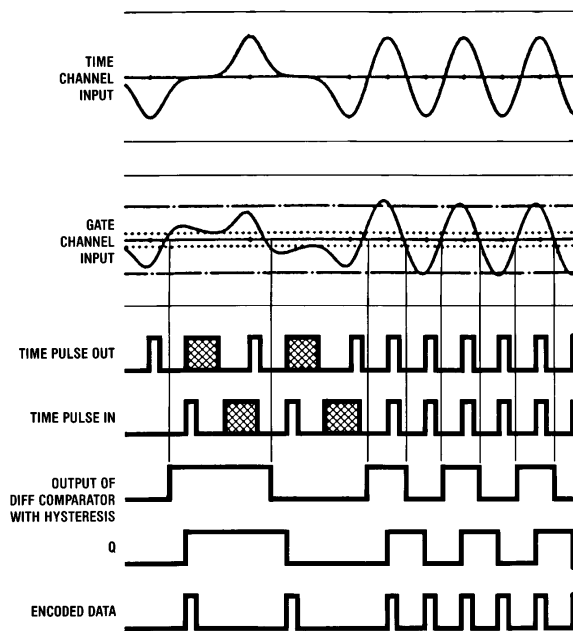 TIME
CHANNEL
INPUT
GATE
CHANNEL
INPUT
TIME PULSE OUT
TIME PULSE IN
OUTPUT OF
DIFF COMPARATOR
WITH HYSTERESIS
Q
ENCODED DATA